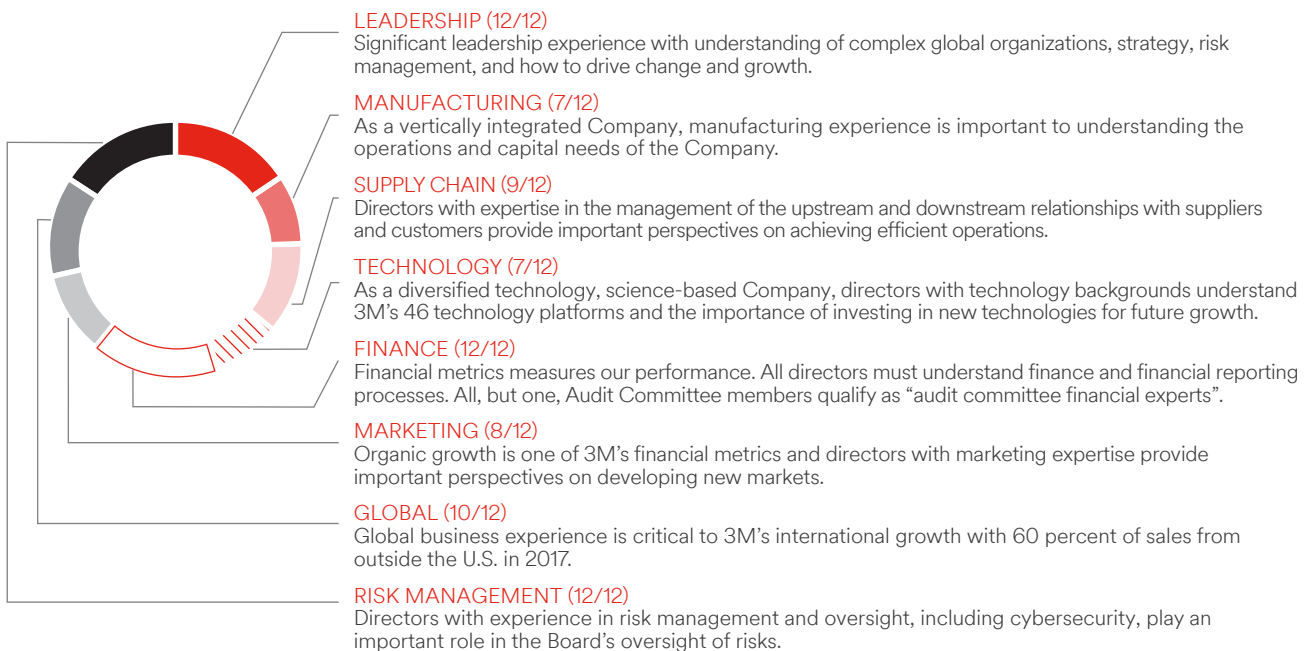 LEADERSHIP (12/12)
Significant leadership experience with understanding of complex global organizations, strategy, risk
management, and how to drive change and growth.
MANUFACTURING (7/12)
As a vertically integrated Company, manufacturing experience is important to understanding the
operations and capital needs of the Company.
SUPPLY CHAIN (9/12)
Directors with expertise in the management of the upstream and downstream relationships with suppliers
and customers provide important perspectives on achieving efficient operations.
TECHNOLOGY (7/12)
As a diversified technology, science-based Company, directors with technology backgrounds understand
3M's 46 technology platforms and the importance of investing in new technologies for future growth.
FINANCE (12/12)
Financial metrics measures our performance. All directors must understand finance and financial reporting
processes. All, but one, Audit Committee members qualify as “audit committee financial experts”.
MARKETING (8/12)
Organic growth is one of 3M's financial metrics and directors with marketing expertise provide
important perspectives on developing new markets.
GLOBAL (10/12)
Global business experience is critical to 3M's international growth with 60 percent of sales from
outside the U.S. in 2017.
RISK MANAGEMENT (12/12)
Directors with experience in risk management and oversight, including cybersecurity, play an
important role in the Board's oversight of risks.